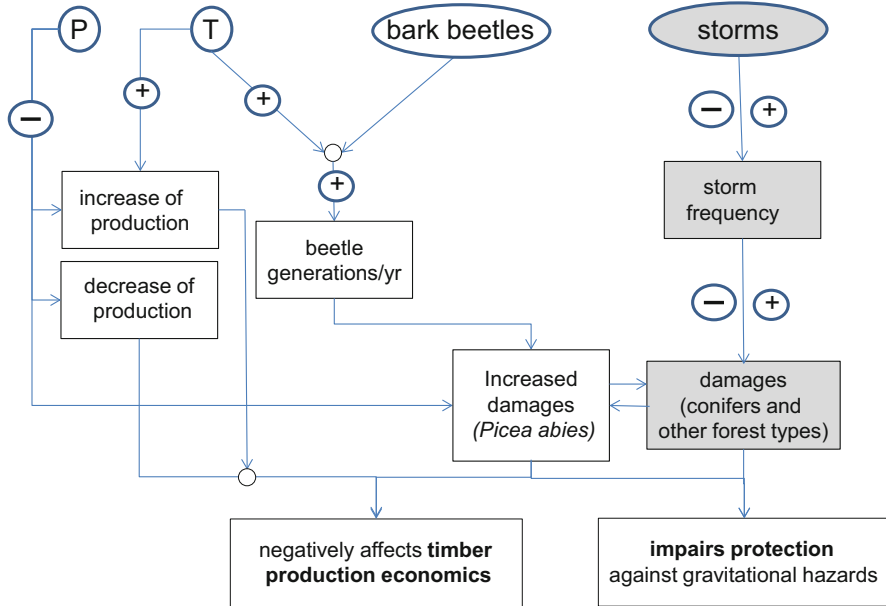 P
T
bark beetles
storms
+
+
−
−
+
+
increase of
production
storm
frequency
beetle
generations/yr
decrease of
production
−
+
Increased
damages
(Picea abies)
damages
(conifers and
other forest types)
negatively affects timber
production economics
impairs protection
against gravitational hazards